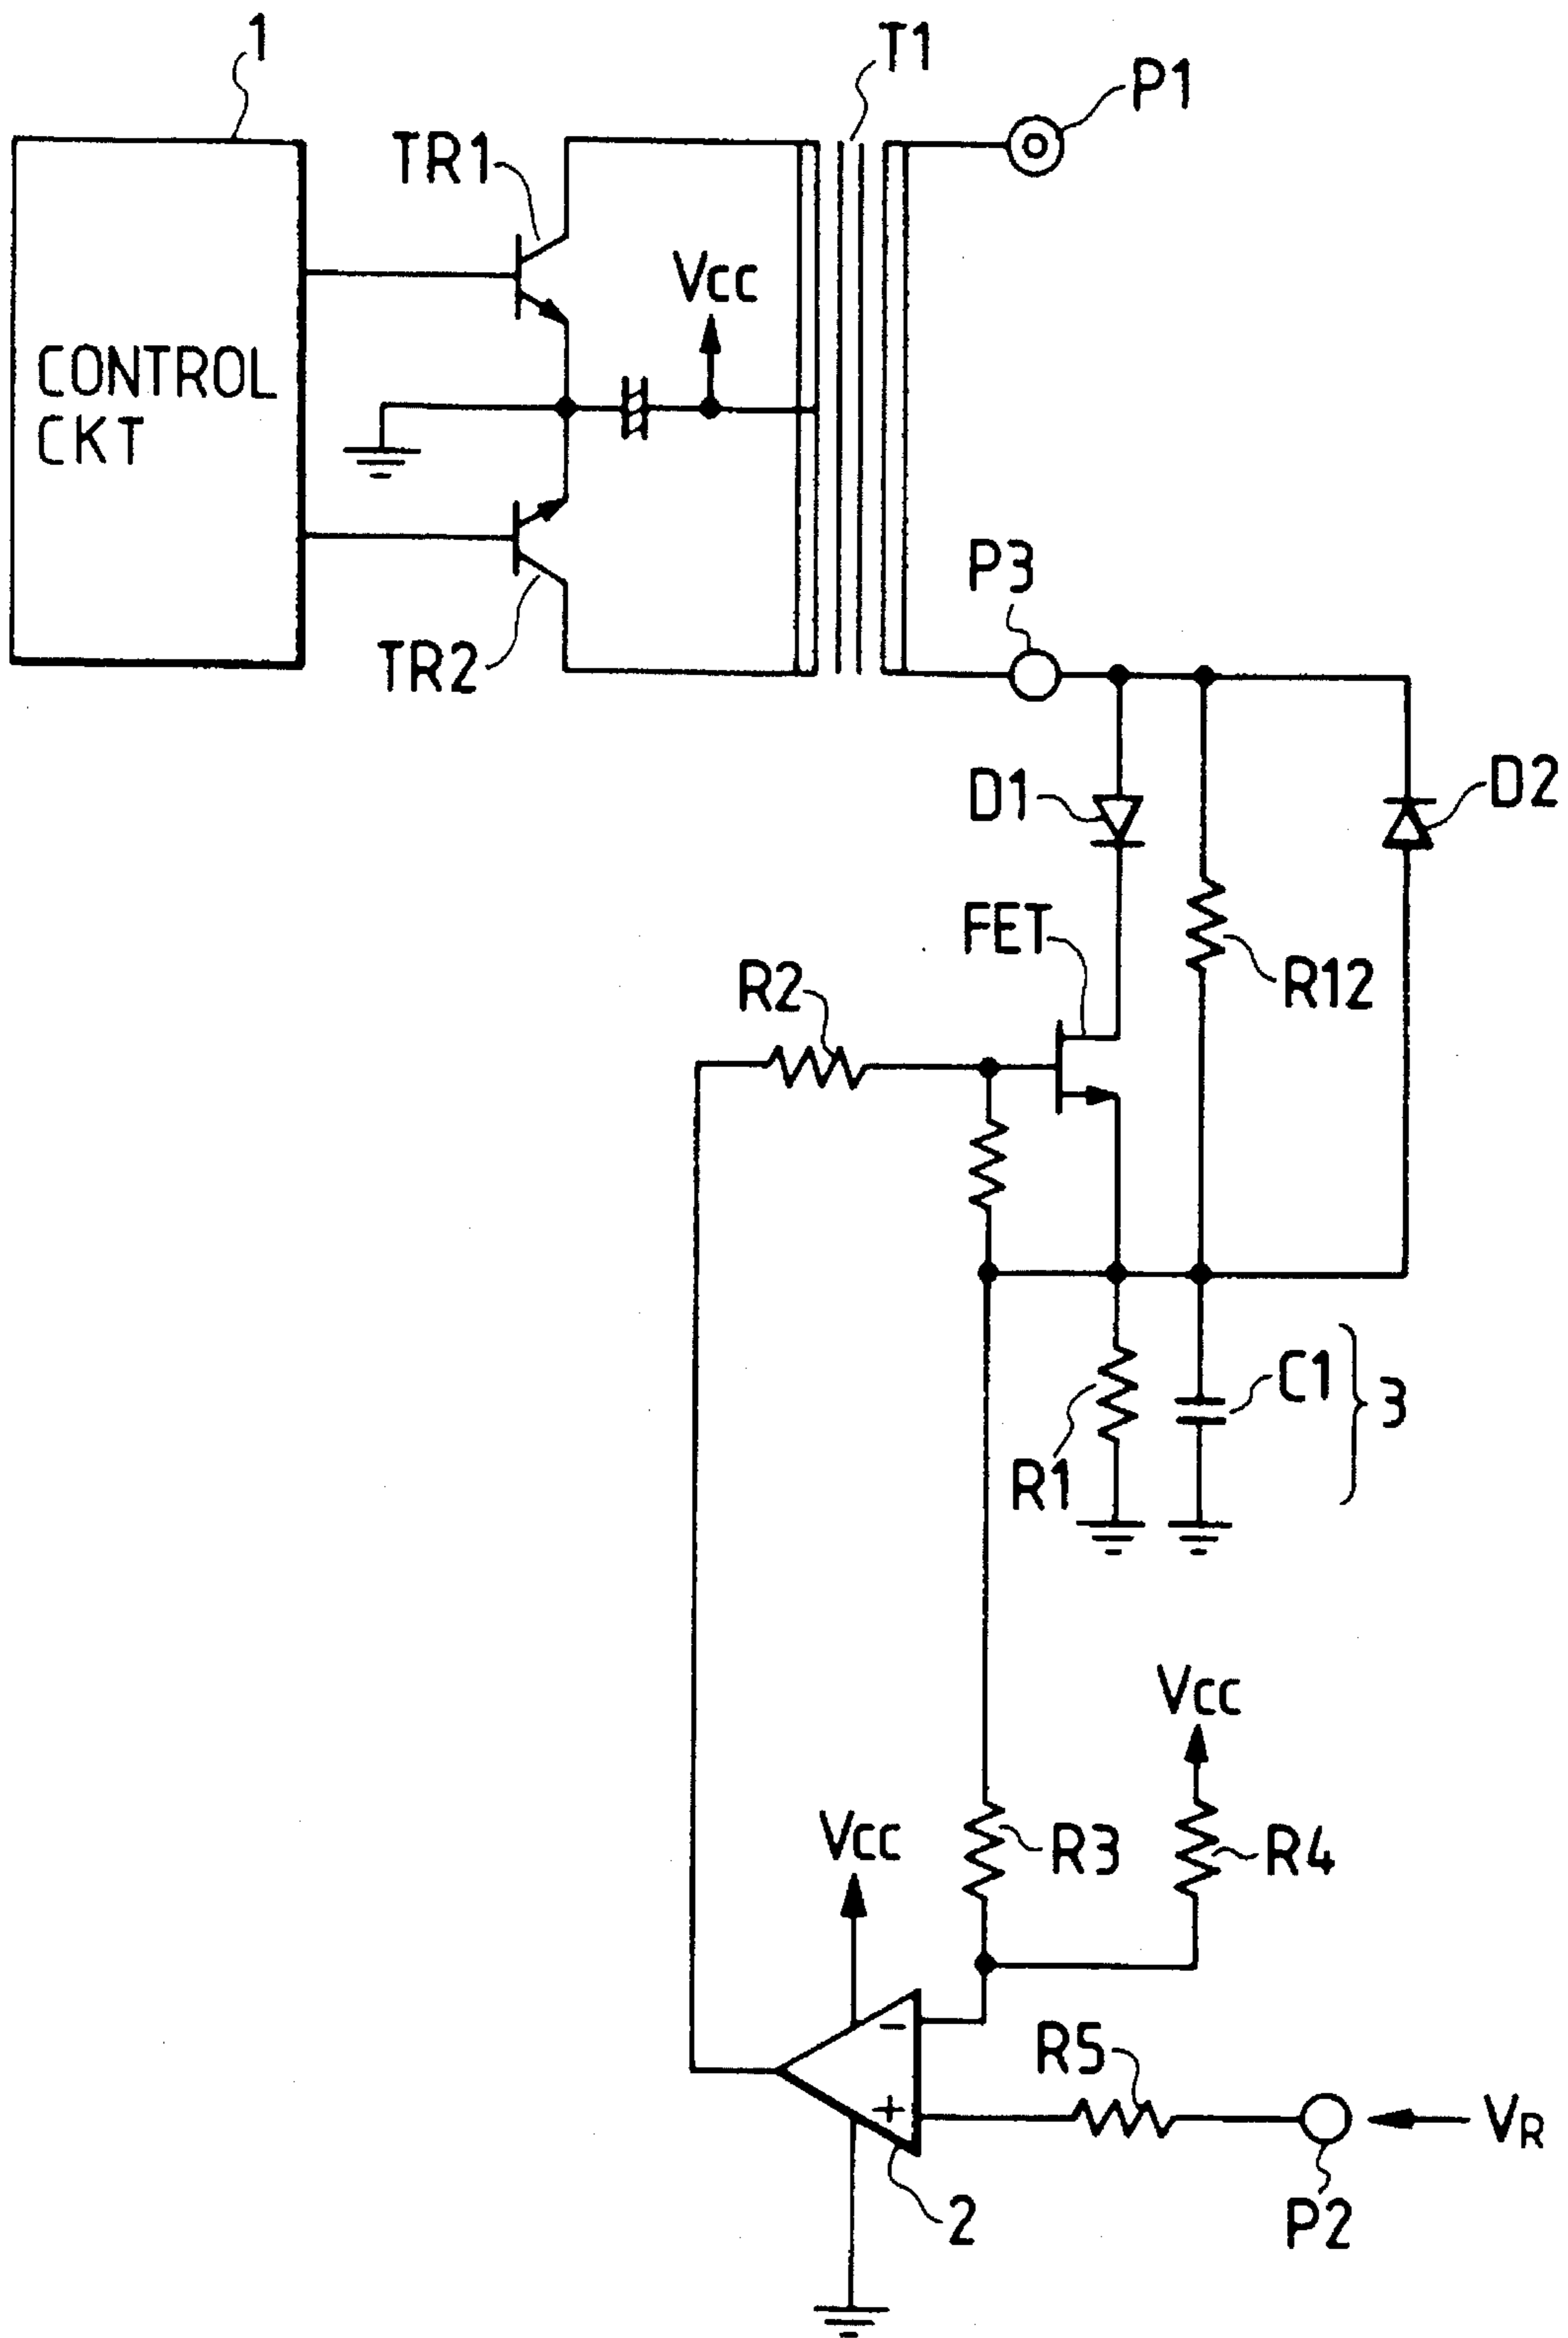 1
T1
P1
TR1
Vcc
CONTROL
CKT
P3
TR2
D1
D2
FET
R2
R12
C1
3
R1
Vcc
Vcc
R3
R4
−
R5
+
VR
2
P2